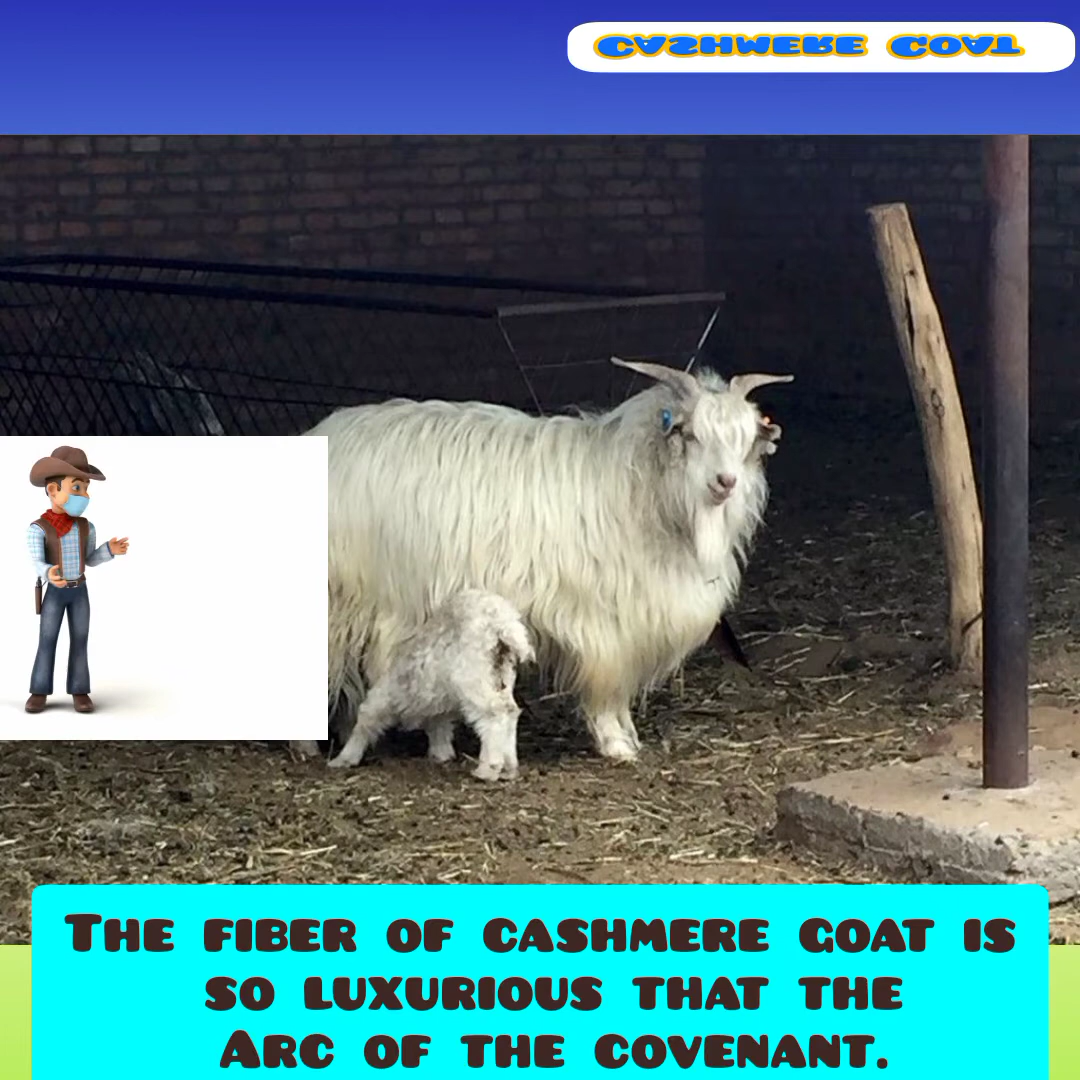 CASHMERE GOAT
THE FIBER OF CASHMERE GOAT IS
SO LUXURIOUS THAT THE
ARC OF THE COVENANT.